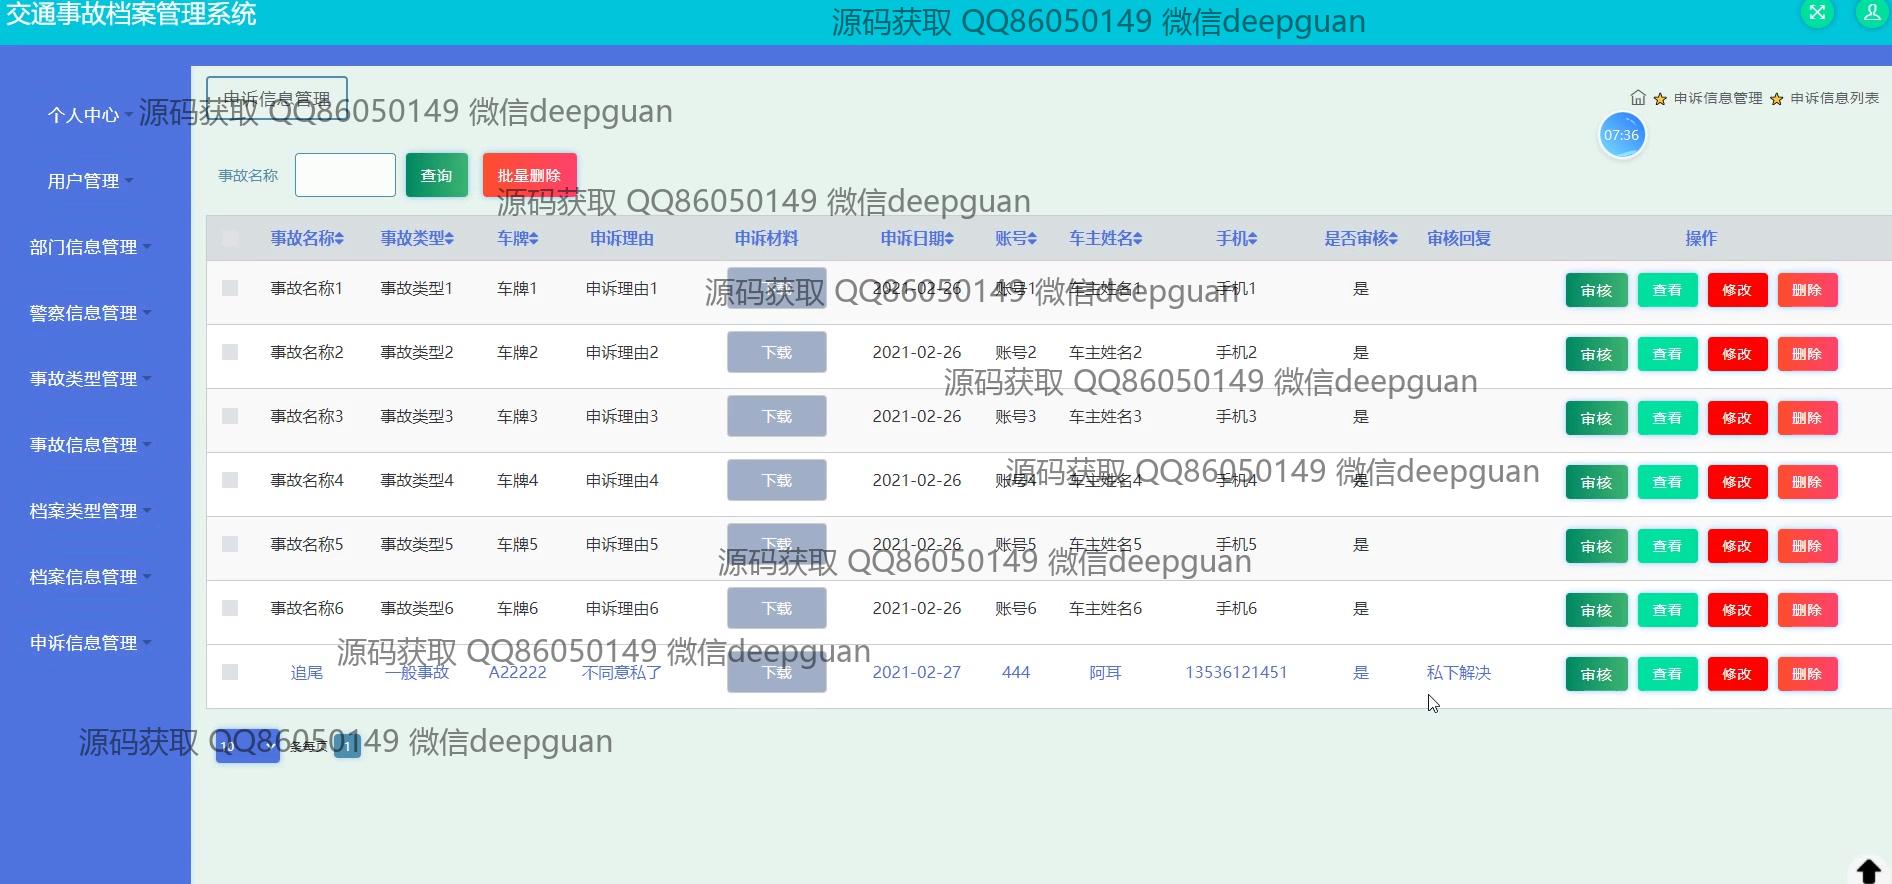 交通事故档案管理系统
源码获取 QQ86050149 微信deepguan
个人中心
用户管理
部门信息管理
警察信息管理
事故类型管理
事故信息管理
档案类型管理
档案信息管理
申诉信息管理
申诉信息管理
源码获取 QQ86050149 微信deepguan
申诉信息管理 申诉信息列表
07:36
事故名称 查询 批量删除
源码获取 QQ86050149 微信deepguan
事故名称 事故类型 车牌 申诉理由 申诉材料 申诉日期 账号 车主姓名 手机 是否审核 审核回复 操作
事故名称1 事故类型1 车牌1 申诉理由1 下载 2021-02-26 账号1 车主姓名1 手机1 是 审核 查看 修改 删除
源码获取 QQ86050149 微信deepguan
事故名称2 事故类型2 车牌2 申诉理由2 下载 2021-02-26 账号2 车主姓名2 手机2 是 审核 查看 修改 删除
源码获取 QQ86050149 微信deepguan
事故名称3 事故类型3 车牌3 申诉理由3 下载 2021-02-26 账号3 车主姓名3 手机3 是 审核 查看 修改 删除
源码获取 QQ86050149 微信deepguan
事故名称4 事故类型4 车牌4 申诉理由4 下载 2021-02-26 账号4 车主姓名4 手机4 是 审核 查看 修改 删除
事故名称5 事故类型5 车牌5 申诉理由5 下载 2021-02-26 账号5 车主姓名5 手机5 是 审核 查看 修改 删除
源码获取 QQ86050149 微信deepguan
事故名称6 事故类型6 车牌6 申诉理由6 下载 2021-02-26 账号6 车主姓名6 手机6 是 审核 查看 修改 删除
源码获取 QQ86050149 微信deepguan
追尾 一般事故 A22222 不同意私了 下载 2021-02-27 444 阿耳 13536121451 是 私下解决 审核 查看 修改 删除
源码获取 QQ86050149 微信deepguan
10 条每页 1